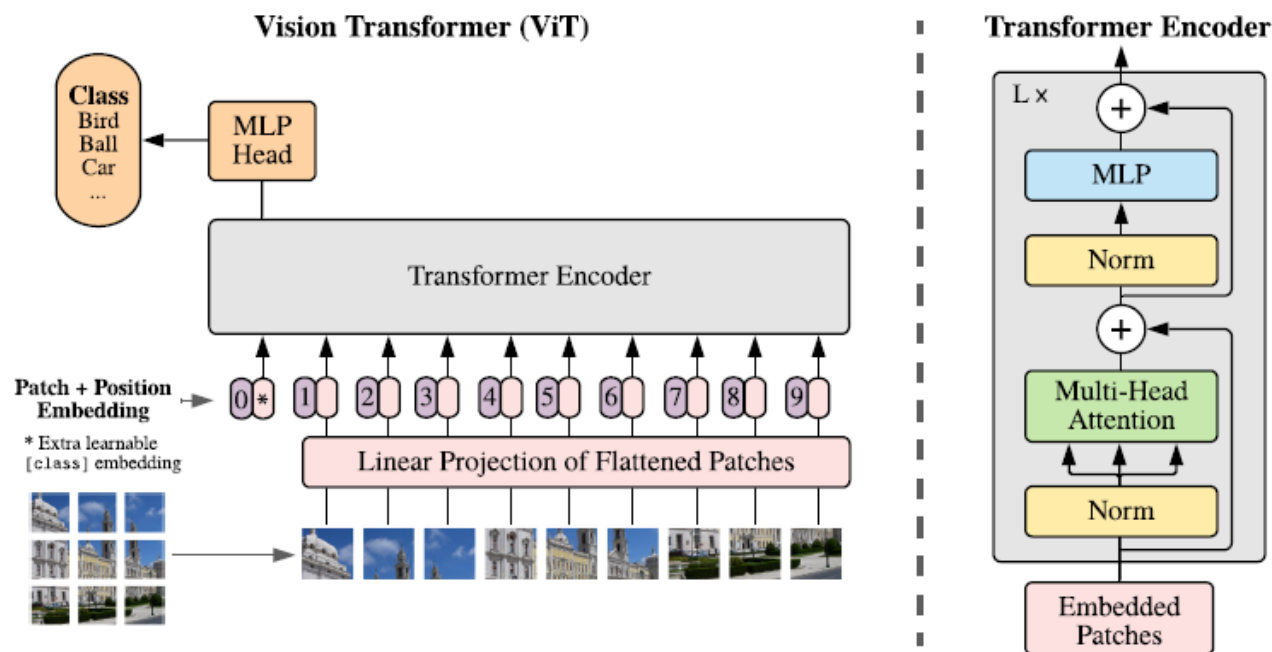 Vision Transformer (ViT)
Class
Bird
Ball
Car
...
MLP
Head
Transformer Encoder
Patch + Position
Embedding
* Extra learnable
[class] embedding
0 * 1 2 3 4 5 6 7 8 9
Linear Projection of Flattened Patches
Transformer Encoder
L ×
+
MLP
Norm
+
Multi-Head
Attention
Norm
Embedded
Patches